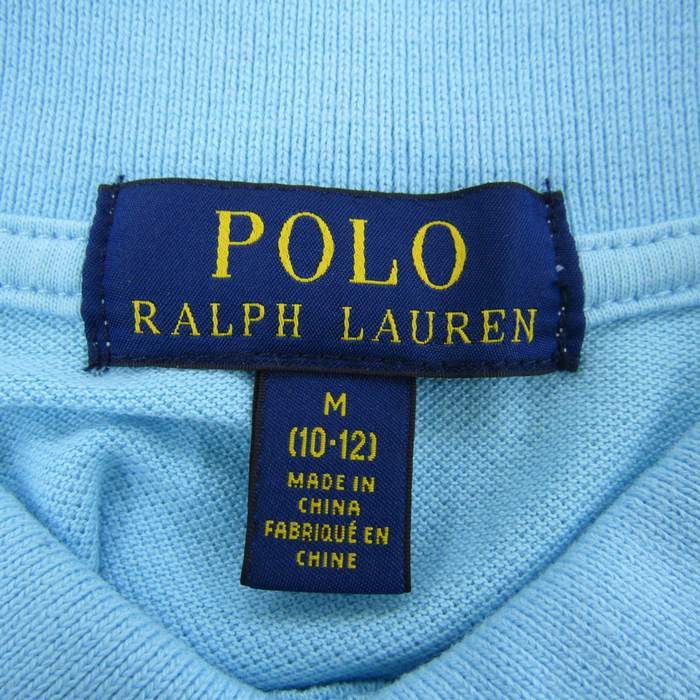 POLO
RALPH LAUREN
M
(10·12)
MADE IN
CHINA
FABRIQUÉ EN
CHINE